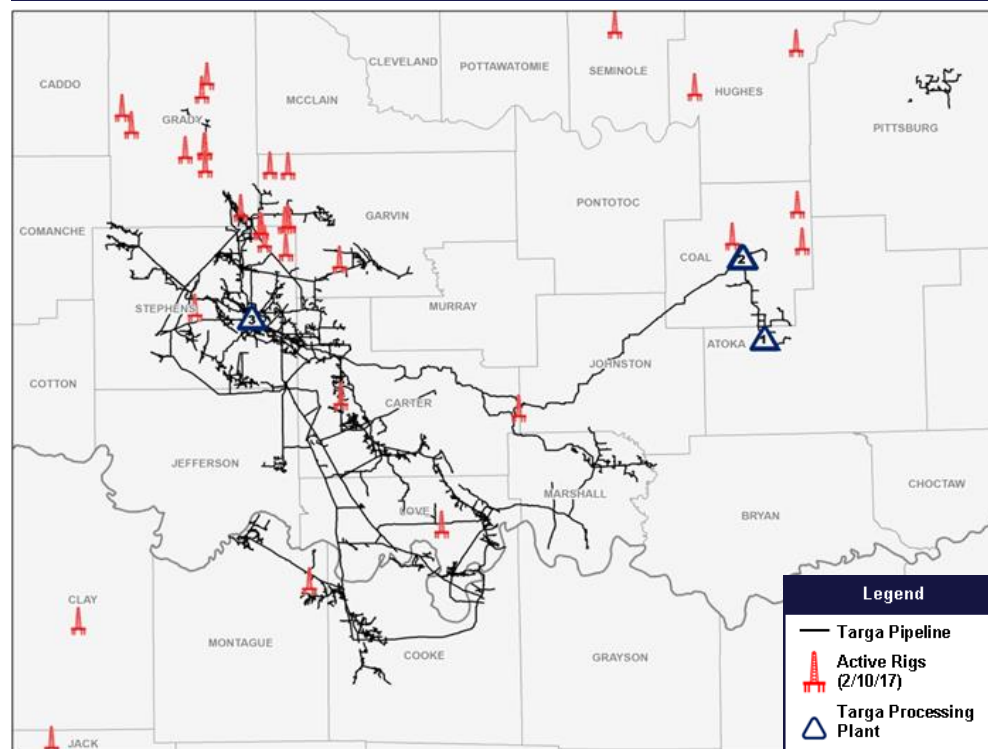 CLEVELAND
POTTAWATOMIE
SEMINOLE
CADDO
HUGHES
MCCLAIN
GRADY
PITTSBURG
PONTOTOC
GARVIN
COMANCHE
COAL
2
MURRAY
STEPHENS
3
JOHNSTON
ATOKA
1
COTTON
CARTER
JEFFERSON
CHOCTAW
MARSHALL
LOVE
BRYAN
CLAY
MONTAGUE
COOKE
GRAYSON
JACK
Legend
Targa Pipeline
Active Rigs
(2/10/17)
Targa Processing
Plant